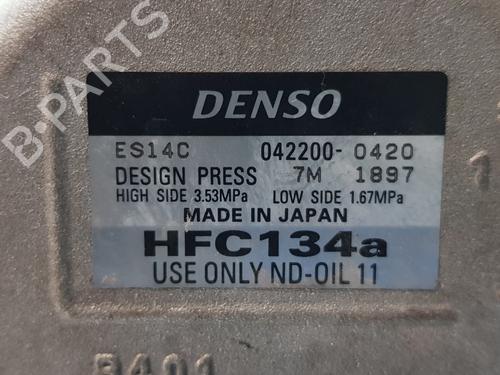 B-PARTS
DENSO
ES14C 042200-0420
DESIGN PRESS 7M 1897
HIGH SIDE 3.53MPa LOW SIDE 1.67MPa
MADE IN JAPAN
HFC134a
USE ONLY ND-OIL 11